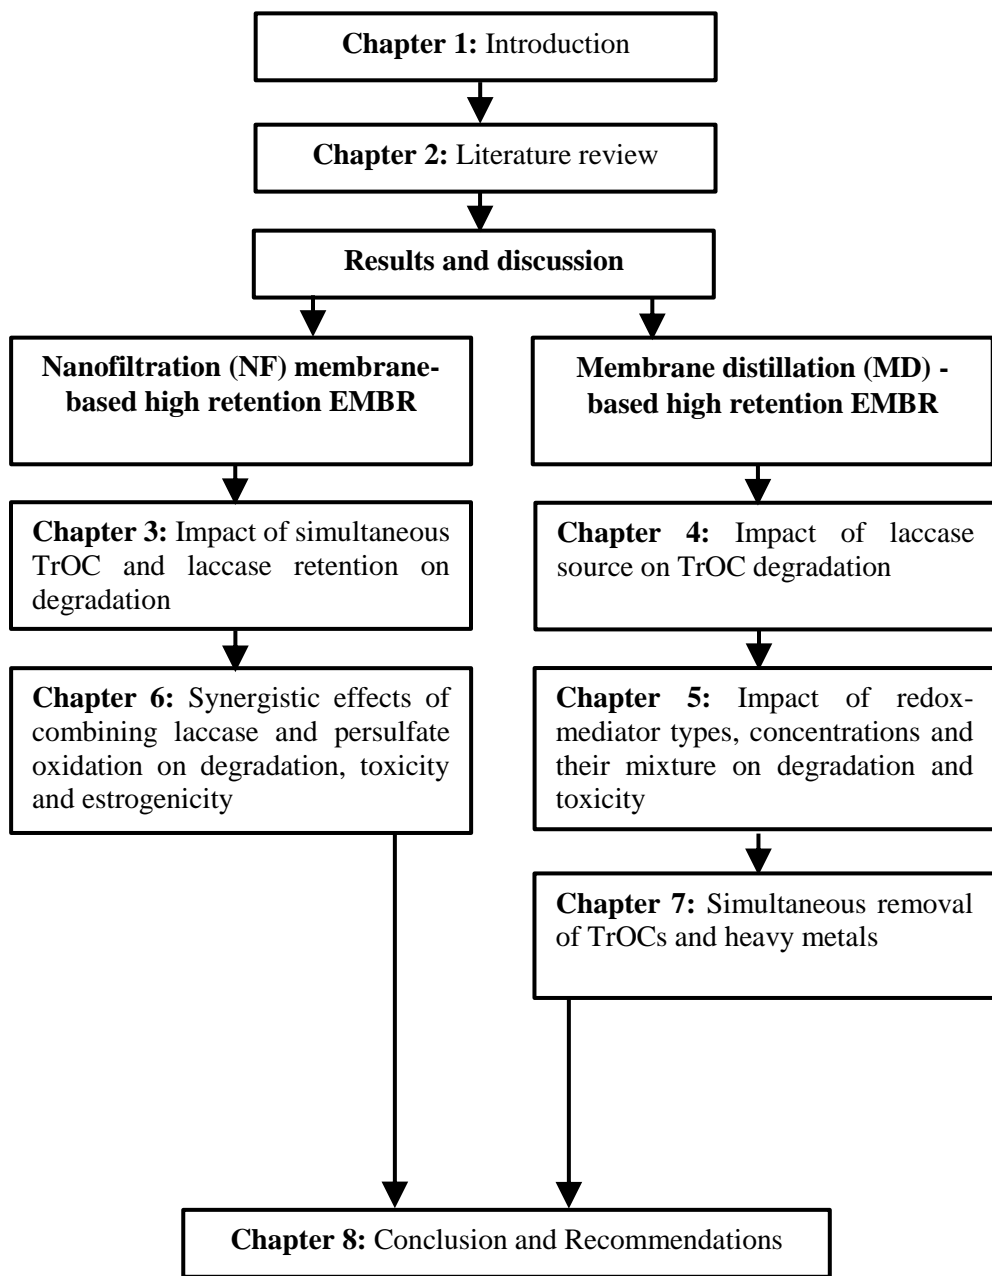 Chapter 1: Introduction
Chapter 2: Literature review
Results and discussion
Nanofiltration (NF) membrane-
based high retention EMBR
Chapter 3: Impact of simultaneous
TrOC and laccase retention on
degradation
Chapter 6: Synergistic effects of
combining laccase and persulfate
oxidation on degradation, toxicity
and estrogenicity
Membrane distillation (MD) -
based high retention EMBR
Chapter 4: Impact of laccase
source on TrOC degradation
Chapter 5: Impact of redox-
mediator types, concentrations and
their mixture on degradation and
toxicity
Chapter 7: Simultaneous removal
of TrOCs and heavy metals
Chapter 8: Conclusion and Recommendations